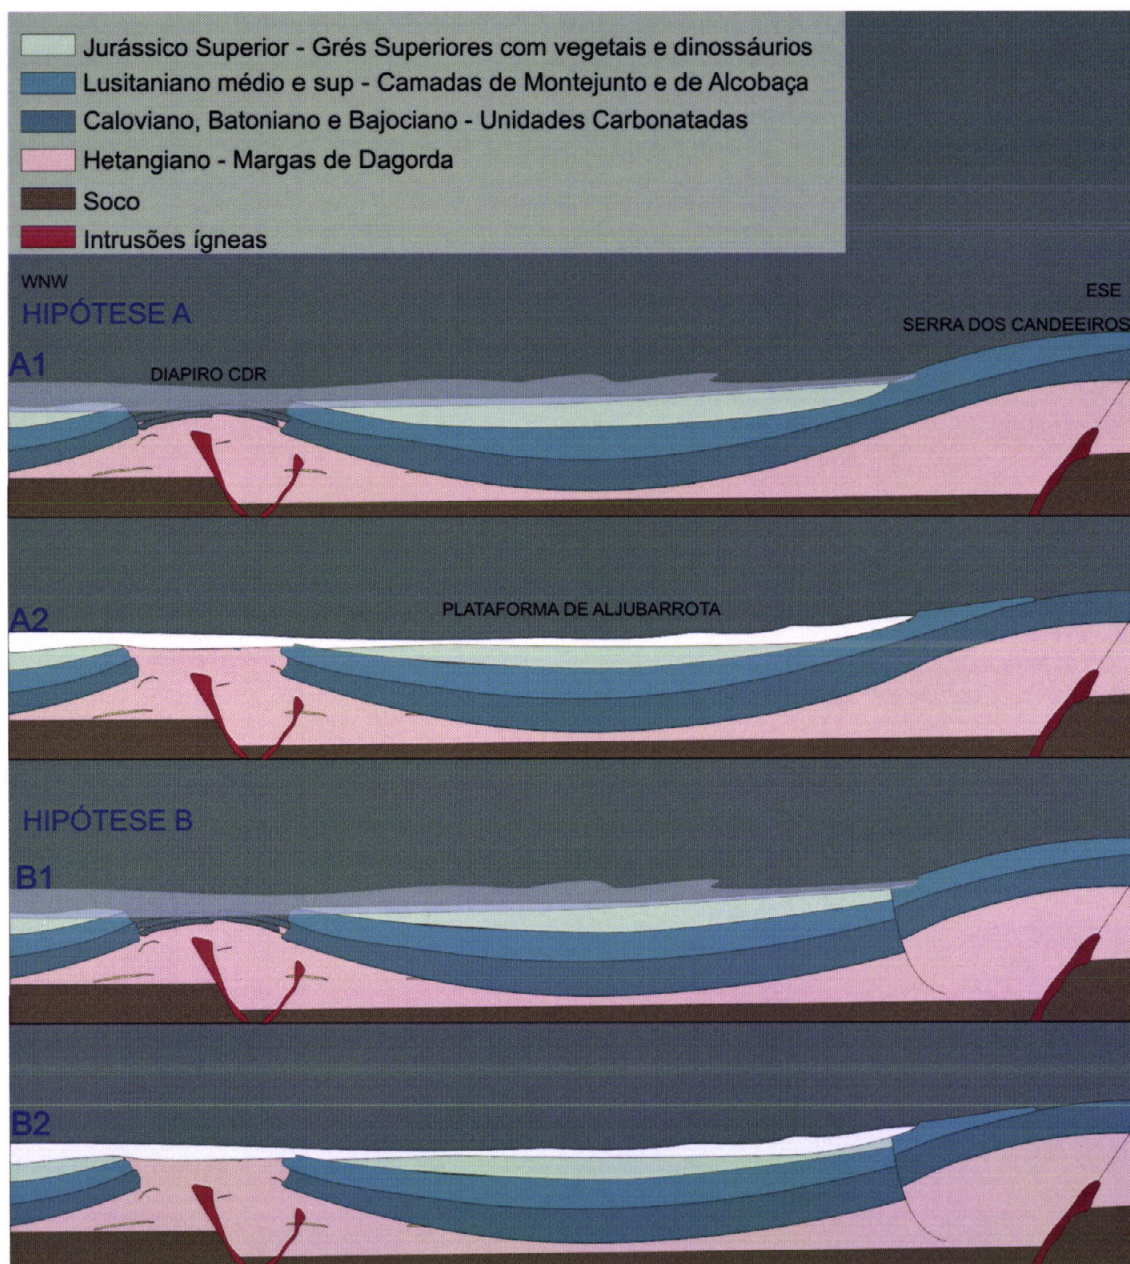 Jurássico Superior - Grés Superiores com vegetais e dinossáurios
Lusitaniano médio e sup - Camadas de Montejunto e de Alcobaça
Caloviano, Batoniano e Bajociano - Unidades Carbonatadas
Hetangiano - Margas de Dagorda
Soco
Intrusões ígneas
WNW
ESE
HIPÓTESE A
SERRA DOS CANDEEIROS
A1
DIAPIRO CDR
A2
PLATAFORMA DE ALJUBARROTA
HIPÓTESE B
B1
B2